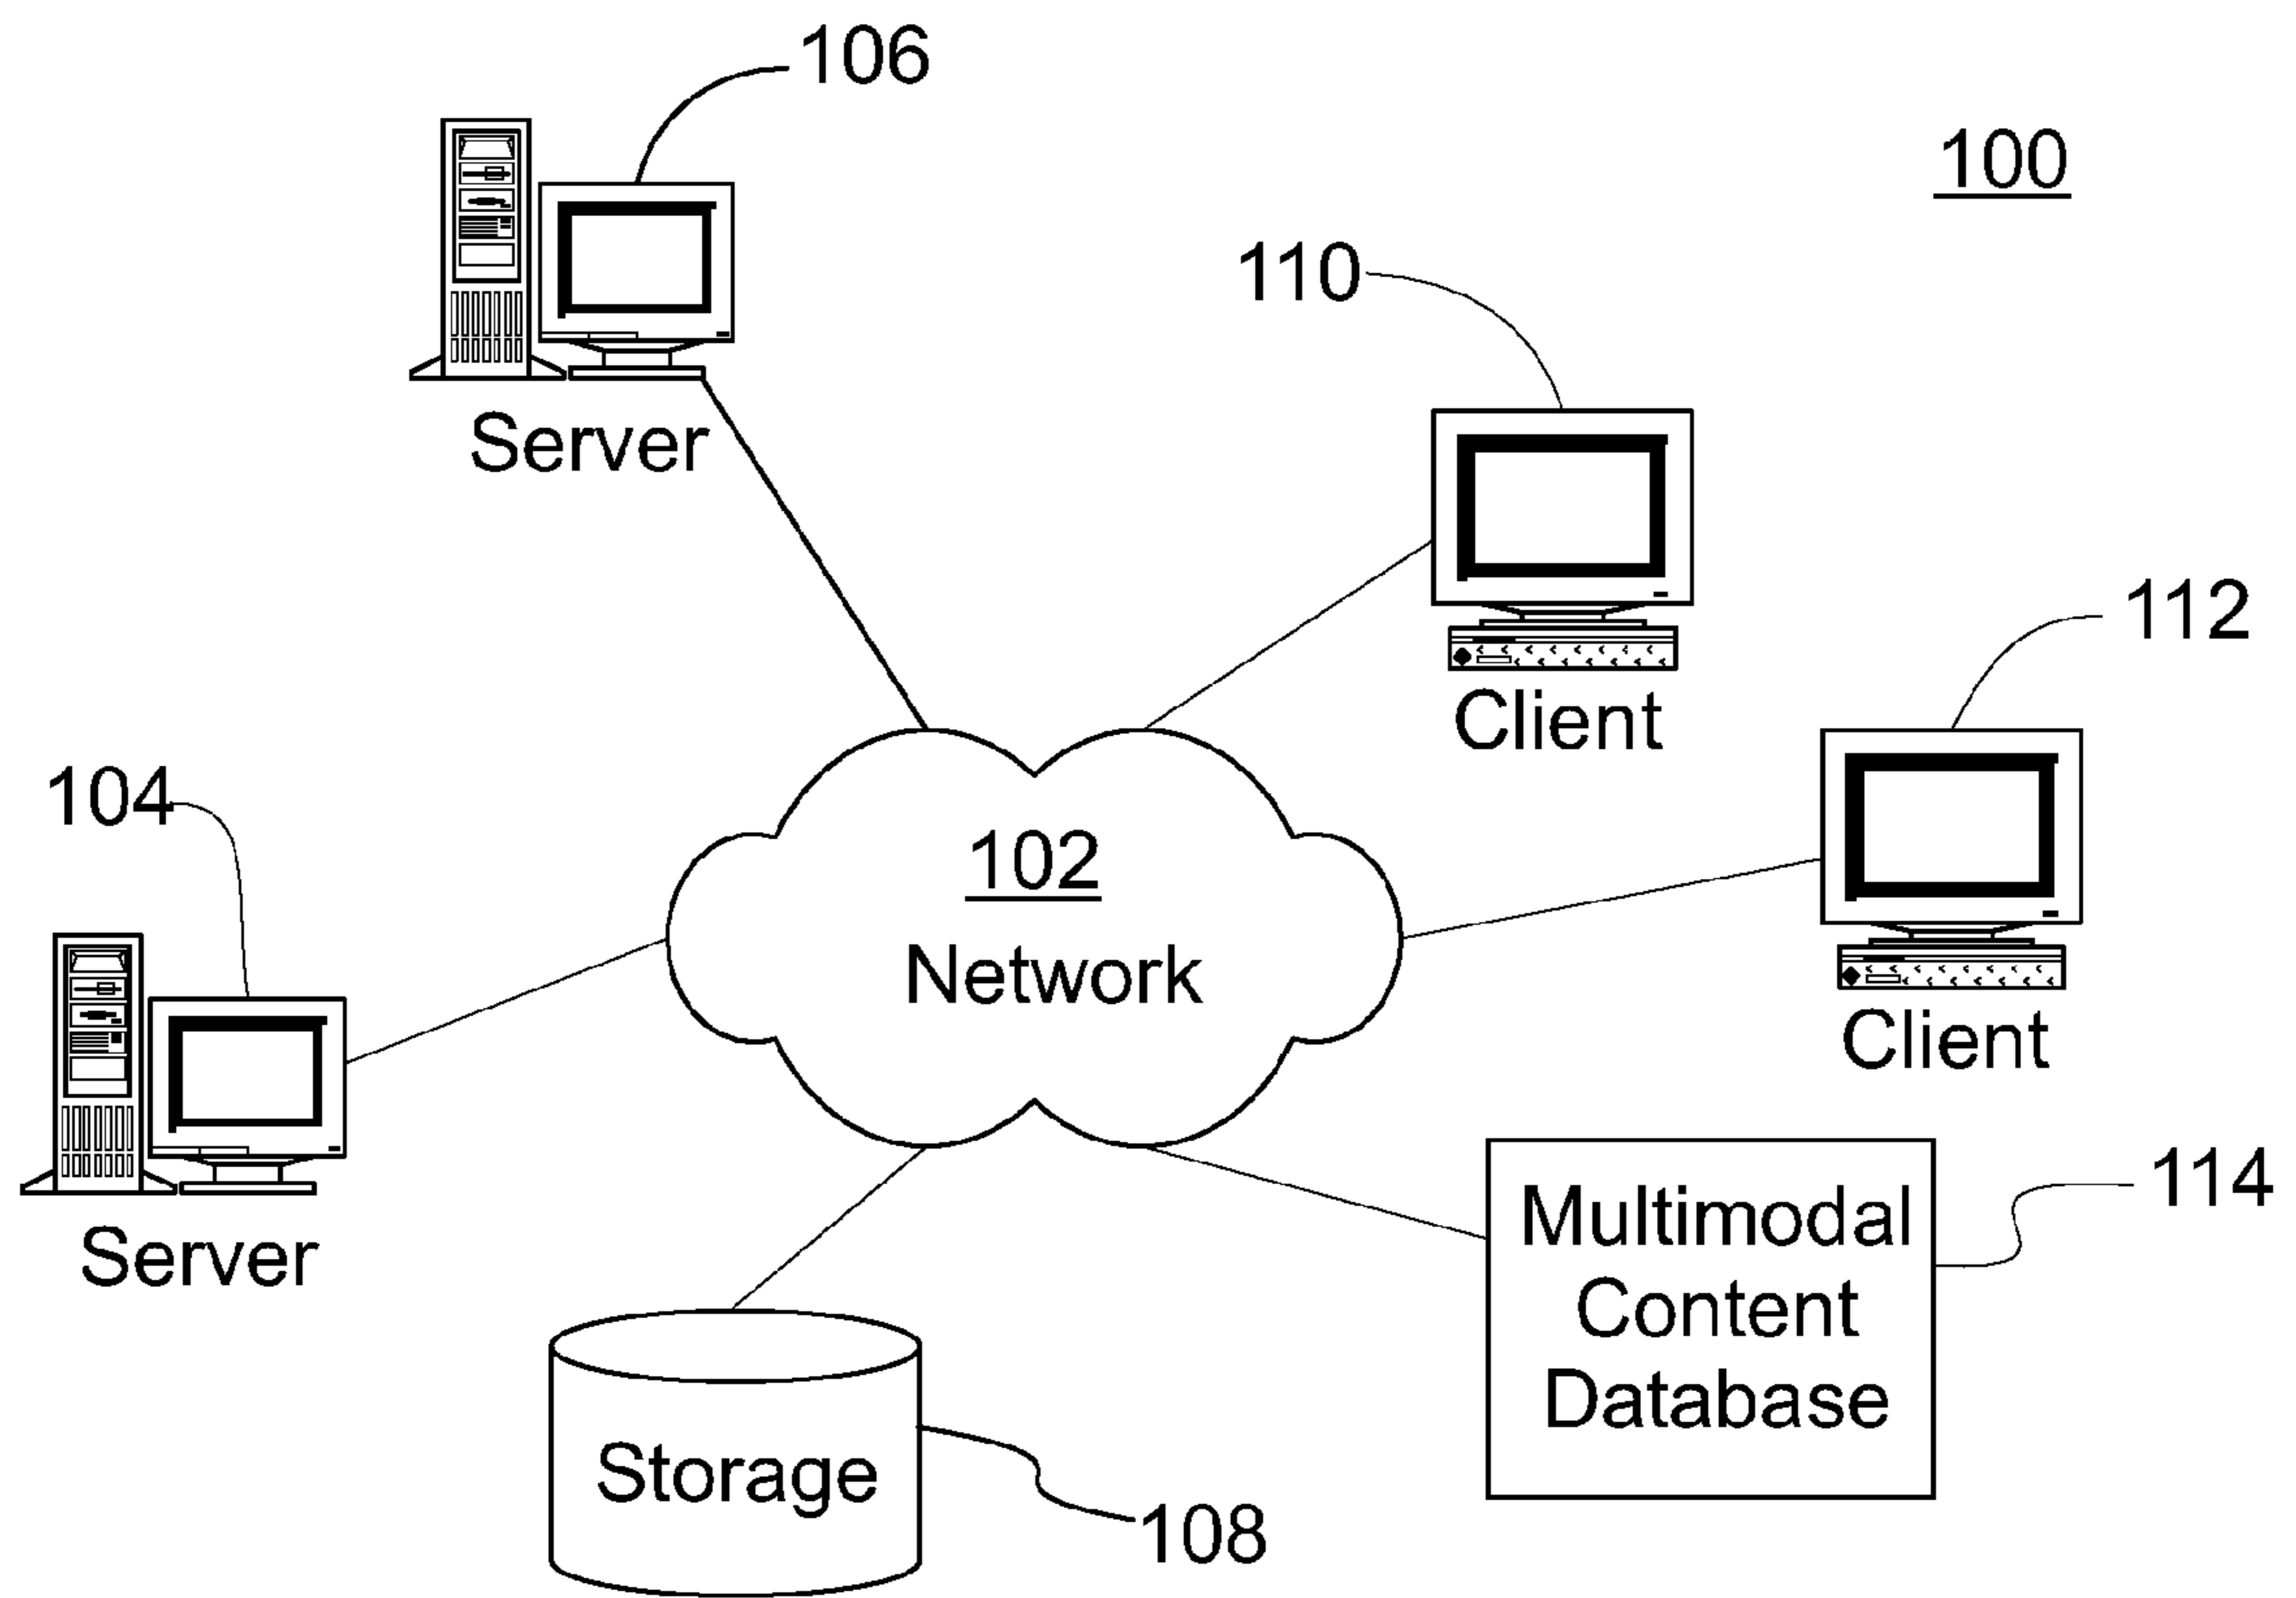 106
100
Server
110
Client
112
104
102
Network
Client
Server
Multimodal
Content
Database
114
Storage
108